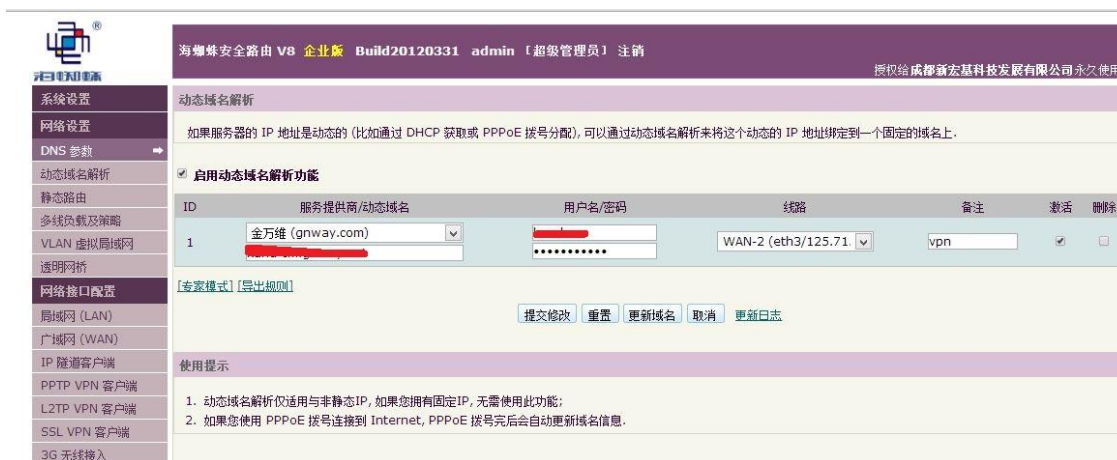 海蜘蛛
海蜘蛛安全路由 V8 企业版 Build20120331 admin [超级管理员] 注销
授权给成都新宏基科技发展有限公司永久使用
系统设置
网络设置
DNS 参数
动态域名解析
静态路由
多线负载及策略
VLAN 虚拟局域网
透明网桥
网络接口配置
局域网 (LAN)
广域网 (WAN)
IP 隧道客户端
PPTP VPN 客户端
L2TP VPN 客户端
SSL VPN 客户端
3G 无线接入
动态域名解析
如果服务器的 IP 地址是动态的 (比如通过 DHCP 获取或 PPPoE 拨号分配), 可以通过动态域名解析来将这个动态的 IP 地址绑定到一个固定的域名上.
启用动态域名解析功能
ID 服务提供商/动态域名 用户名/密码 线路 备注 激活 删除
1 金万维 (gnway.com) WAN-2 (eth3/125.71. vpn
[专家模式] [导出规则]
提交修改 重置 更新域名 取消 更新日志
使用提示
1. 动态域名解析仅适用与非静态IP, 如果您拥有固定IP, 无需使用此功能;
2. 如果您使用 PPPoE 拨号连接到 Internet, PPPoE 拨号完后会自动更新域名信息.